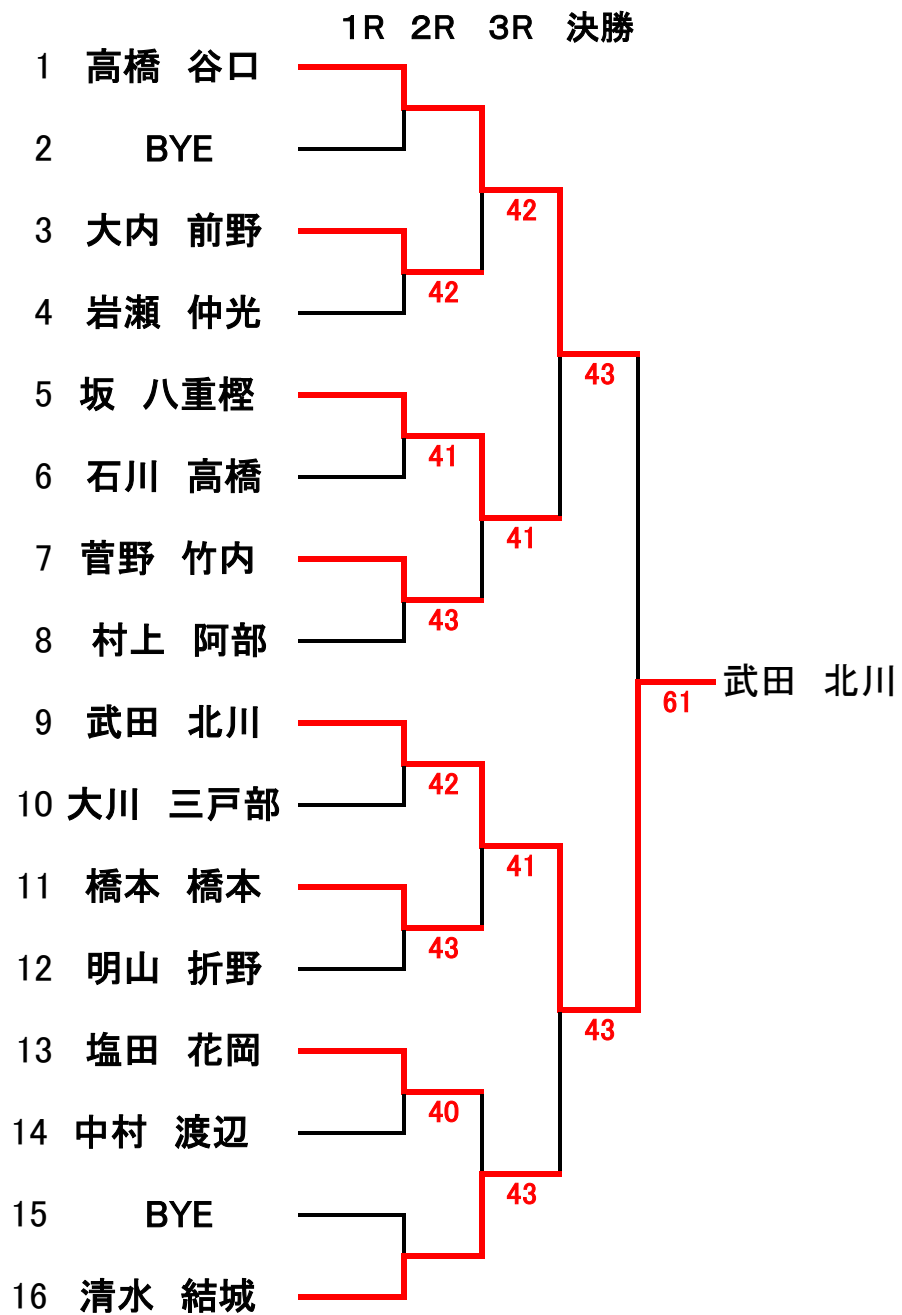 1R 2R 3R 決勝
1 高橋 谷口
2 BYE
42
3 大内 前野
42
4 岩瀬 仲光
43
5 坂 八重樫
41
6 石川 高橋
41
7 菅野 竹内
43
8 村上 阿部
武田 北川
61
9 武田 北川
42
10 大川 三戸部
41
11 橋本 橋本
43
12 明山 折野
43
13 塩田 花岡
40
14 中村 渡辺
43
15 BYE
16 清水 結城